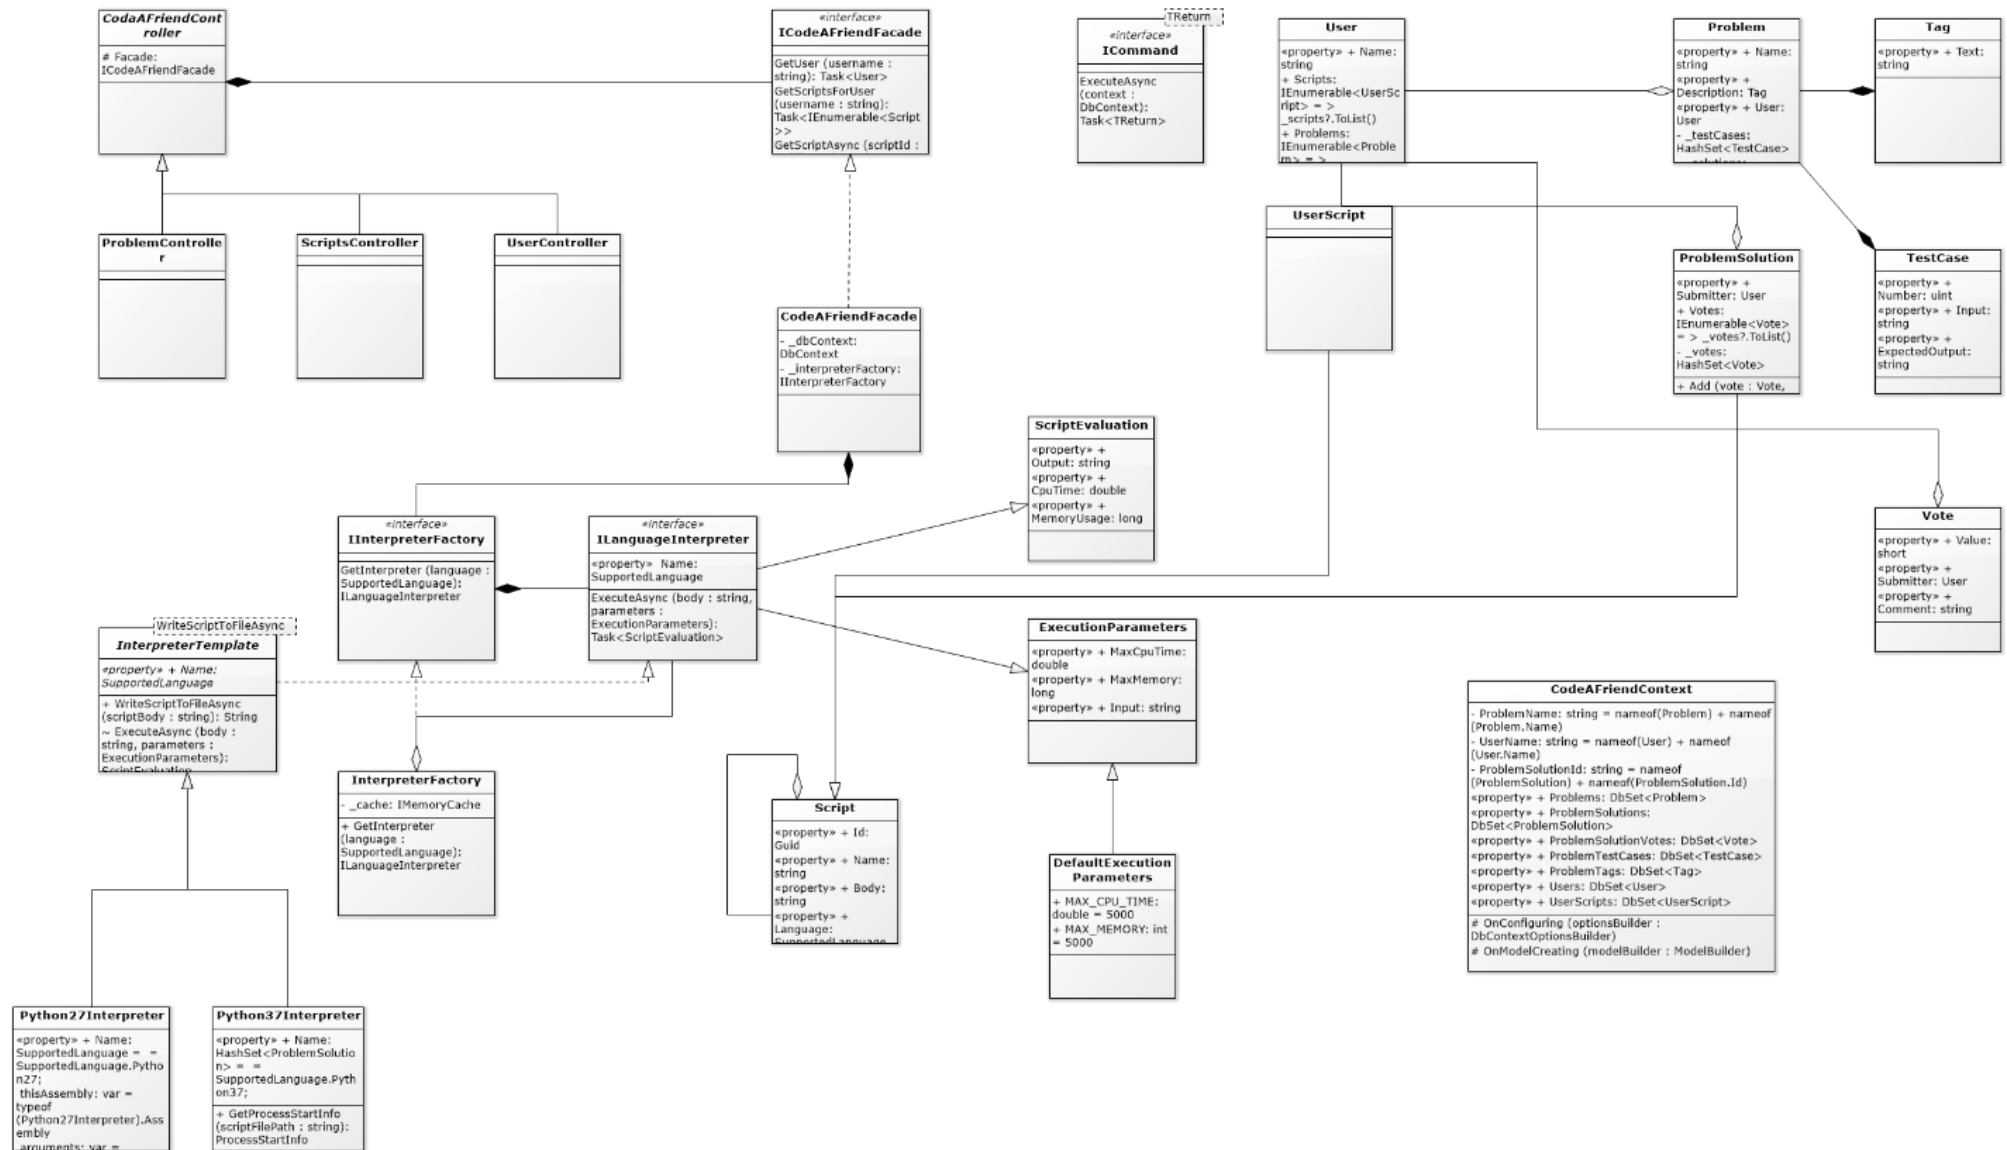 CodaAFriendCont
roller
# Facade:
ICodeAFriendFacade
«interface»
ICodeAFriendFacade
GetUser (username :
string): Task<User>
GetScriptsForUser
(username : string):
Task<IEnumerable<Script
>>
GetScriptAsync (scriptId :
TReturn
«interface»
ICommand
ExecuteAsync
(context :
DbContext):
Task<TReturn>
User
«property» + Name:
string
+ Scripts:
IEnumerable<UserSc
ript> = >
_scripts?.ToList()
+ Problems:
IEnumerable<Proble
m> = >
Problem
«property» + Name:
string
«property» +
Description: Tag
«property» + User:
User
- _testCases:
HashSet<TestCase>
Tag
«property» + Text:
string
ProblemControlle
r
ScriptsController
UserController
UserScript
ProblemSolution
«property» +
Submitter: User
+ Votes:
IEnumerable<Vote>
= > _votes?.ToList()
- _votes:
HashSet<Vote>
+ Add (vote : Vote,
TestCase
«property» +
Number: uint
«property» + Input:
string
«property» +
ExpectedOutput:
string
CodeAFriendFacade
- _dbContext:
DbContext
- _interpreterFactory:
IInterpreterFactory
ScriptEvaluation
«property» +
Output: string
«property» +
CpuTime: double
«property» +
MemoryUsage: long
«interface»
IInterpreterFactory
GetInterpreter (language :
SupportedLanguage):
ILanguageInterpreter
«interface»
ILanguageInterpreter
«property» Name:
SupportedLanguage
ExecuteAsync (body : string,
parameters :
ExecutionParameters):
Task<ScriptEvaluation>
Vote
«property» + Value:
short
«property» +
Submitter: User
«property» +
Comment: string
WriteScriptToFileAsync
InterpreterTemplate
«property» + Name:
SupportedLanguage
+ WriteScriptToFileAsync
(scriptBody : string): String
~ ExecuteAsync (body :
string, parameters :
ExecutionParameters):
ScriptEvaluation
ExecutionParameters
«property» + MaxCpuTime:
double
«property» + MaxMemory:
long
«property» + Input: string
CodeAFriendContext
- ProblemName: string = nameof(Problem) + nameof
(Problem.Name)
- UserName: string = nameof(User) + nameof
(User.Name)
- ProblemSolutionId: string = nameof
(ProblemSolution) + nameof(ProblemSolution.Id)
«property» + Problems: DbSet<Problem>
«property» + ProblemSolutions:
DbSet<ProblemSolution>
«property» + ProblemSolutionVotes: DbSet<Vote>
«property» + ProblemTestCases: DbSet<TestCase>
«property» + ProblemTags: DbSet<Tag>
«property» + Users: DbSet<User>
«property» + UserScripts: DbSet<UserScript>
# OnConfiguring (optionsBuilder :
DbContextOptionsBuilder)
# OnModelCreating (modelBuilder : ModelBuilder)
InterpreterFactory
- _cache: IMemoryCache
+ GetInterpreter
(language :
SupportedLanguage):
ILanguageInterpreter
Script
«property» + Id:
Guid
«property» + Name:
string
«property» + Body:
string
«property» +
Language:
SupportedLanguage
DefaultExecution
Parameters
+ MAX_CPU_TIME:
double = 5000
+ MAX_MEMORY: int
= 5000
Python27Interpreter
«property» + Name:
SupportedLanguage = =
SupportedLanguage.Pytho
n27;
thisAssembly: var =
typeof
(Python27Interpreter).Ass
embly
arguments: var =
Python37Interpreter
«property» + Name:
HashSet<ProblemSolutio
n> = =
SupportedLanguage.Pyth
on37;
+ GetProcessStartInfo
(scriptFilePath : string):
ProcessStartInfo